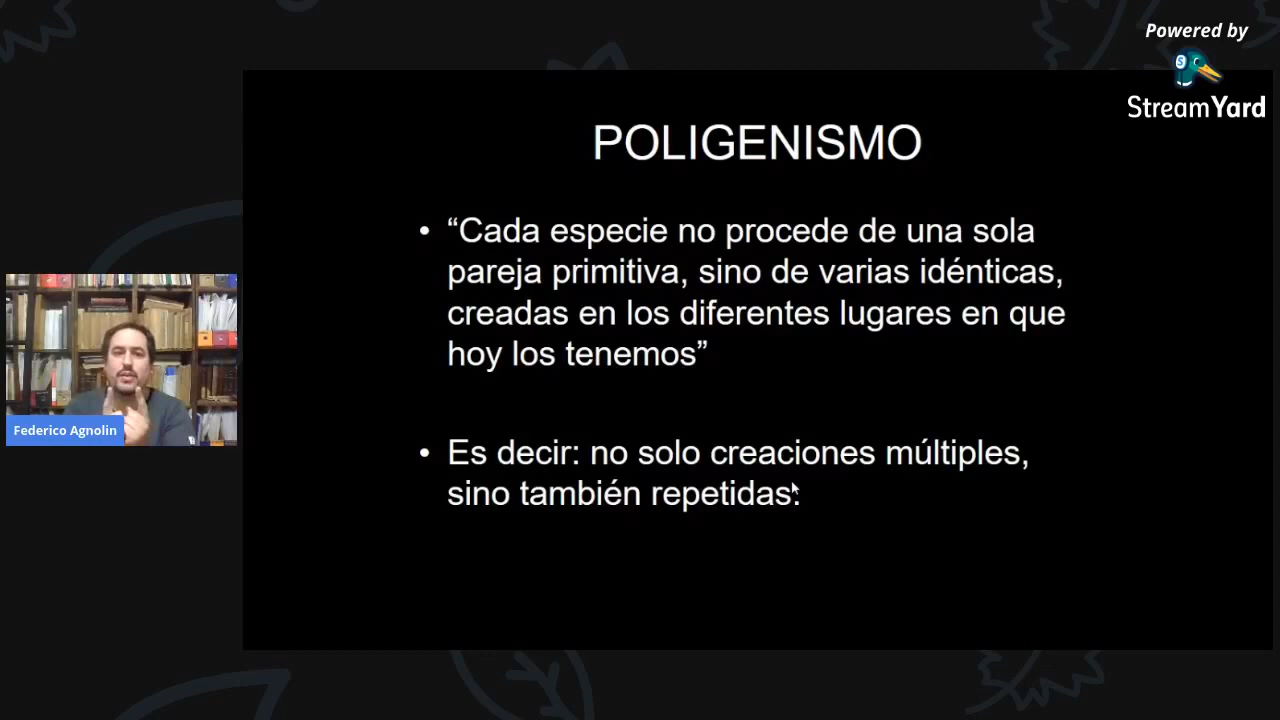 Powered by
StreamYard
POLIGENISMO
• “Cada especie no procede de una sola
pareja primitiva, sino de varias idénticas,
creadas en los diferentes lugares en que
hoy los tenemos”
Federico Agnolin
• Es decir: no solo creaciones múltiples,
sino también repetidas.